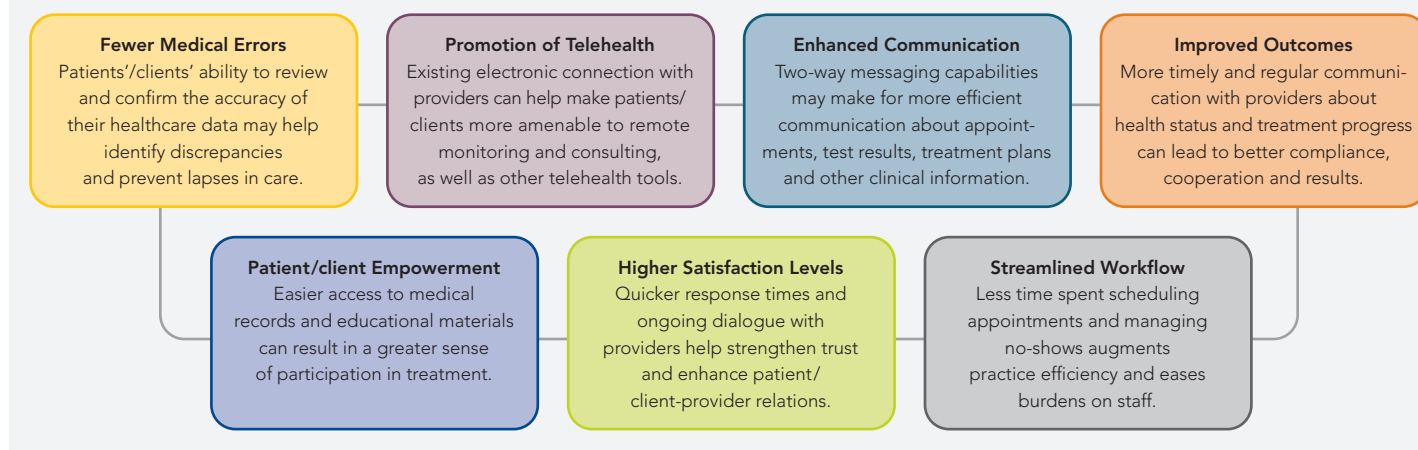 Fewer Medical Errors
Patients’/clients’ ability to review
and confirm the accuracy of
their healthcare data may help
identify discrepancies
and prevent lapses in care.
Promotion of Telehealth
Existing electronic connection with
providers can help make patients/
clients more amenable to remote
monitoring and consulting,
as well as other telehealth tools.
Enhanced Communication
Two-way messaging capabilities
may make for more efficient
communication about appoint-
ments, test results, treatment plans
and other clinical information.
Improved Outcomes
More timely and regular communi-
cation with providers about
health status and treatment progress
can lead to better compliance,
cooperation and results.
Patient/client Empowerment
Easier access to medical
records and educational materials
can result in a greater sense
of participation in treatment.
Higher Satisfaction Levels
Quicker response times and
ongoing dialogue with
providers help strengthen trust
and enhance patient/
client-provider relations.
Streamlined Workflow
Less time spent scheduling
appointments and managing
no-shows augments
practice efficiency and eases
burdens on staff.